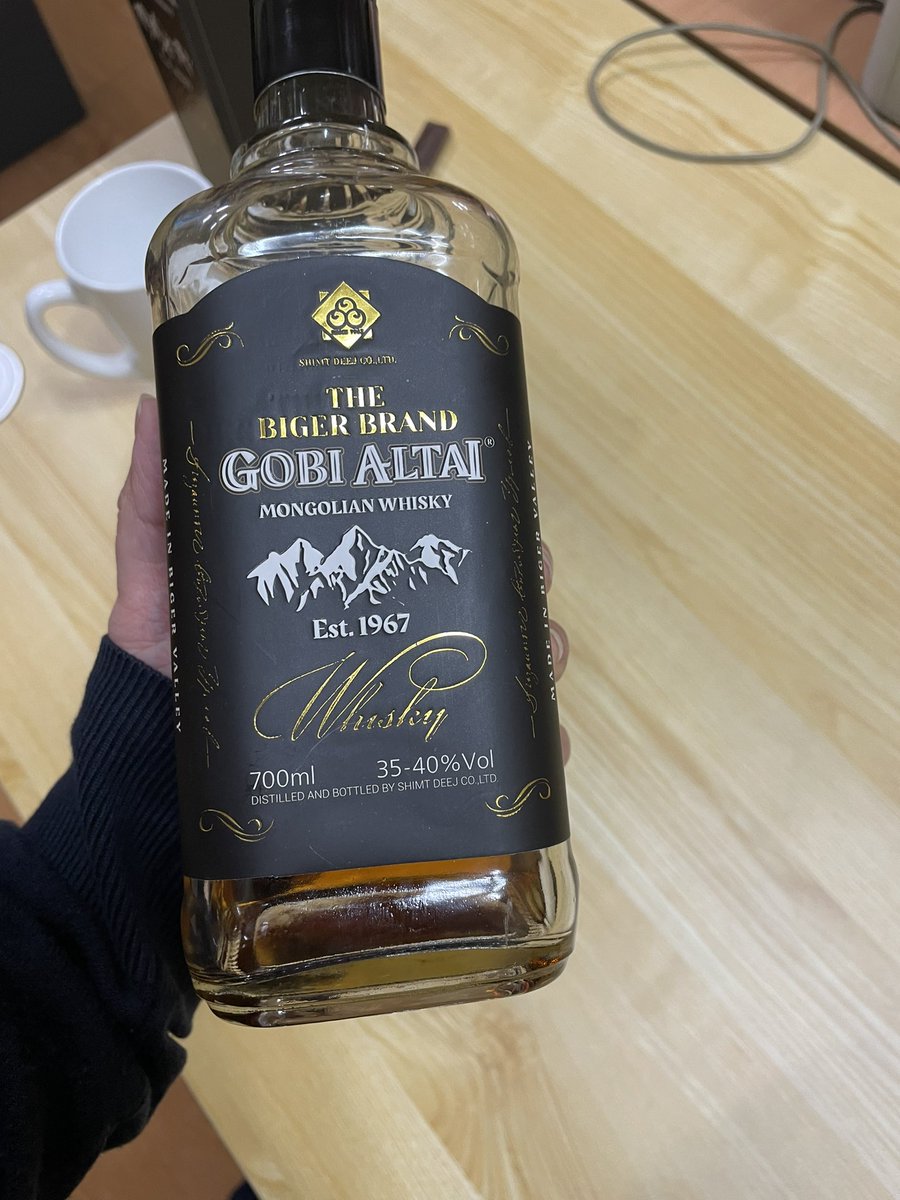 SHIMT DEEJ CO.,LTD.
THE
BIGER BRAND
GOBI ALTAI®
MONGOLIAN WHISKY
Est. 1967
Whisky
700ml 35-40%Vol
DISTILLED AND BOTTLED BY SHIMT DEEJ CO.,LTD.
MADE IN BIGER VALLEY
MADE IN BIGER VALLEY